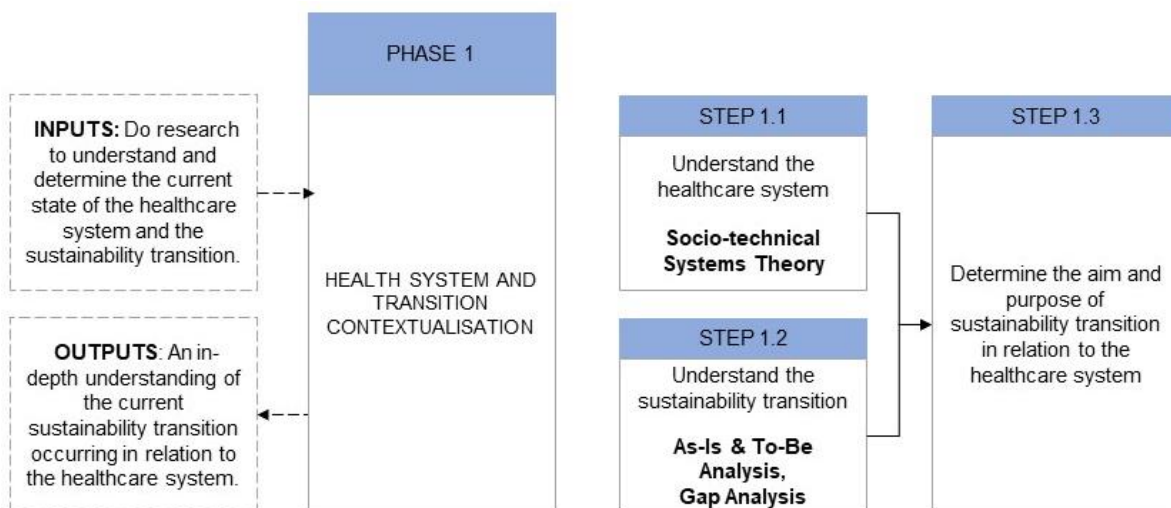 INPUTS: Do research
to understand and
determine the current
state of the healthcare
system and the
sustainability transition.
OUTPUTS: An in-
depth understanding of
the current
sustainability transition
occurring in relation to
the healthcare system.
PHASE 1
HEALTH SYSTEM AND
TRANSITION
CONTEXTUALISATION
STEP 1.1
Understand the
healthcare system
Socio-technical
Systems Theory
STEP 1.2
Understand the
sustainability transition
As-Is & To-Be
Analysis,
Gap Analysis
STEP 1.3
Determine the aim and
purpose of
sustainability transition
in relation to the
healthcare system